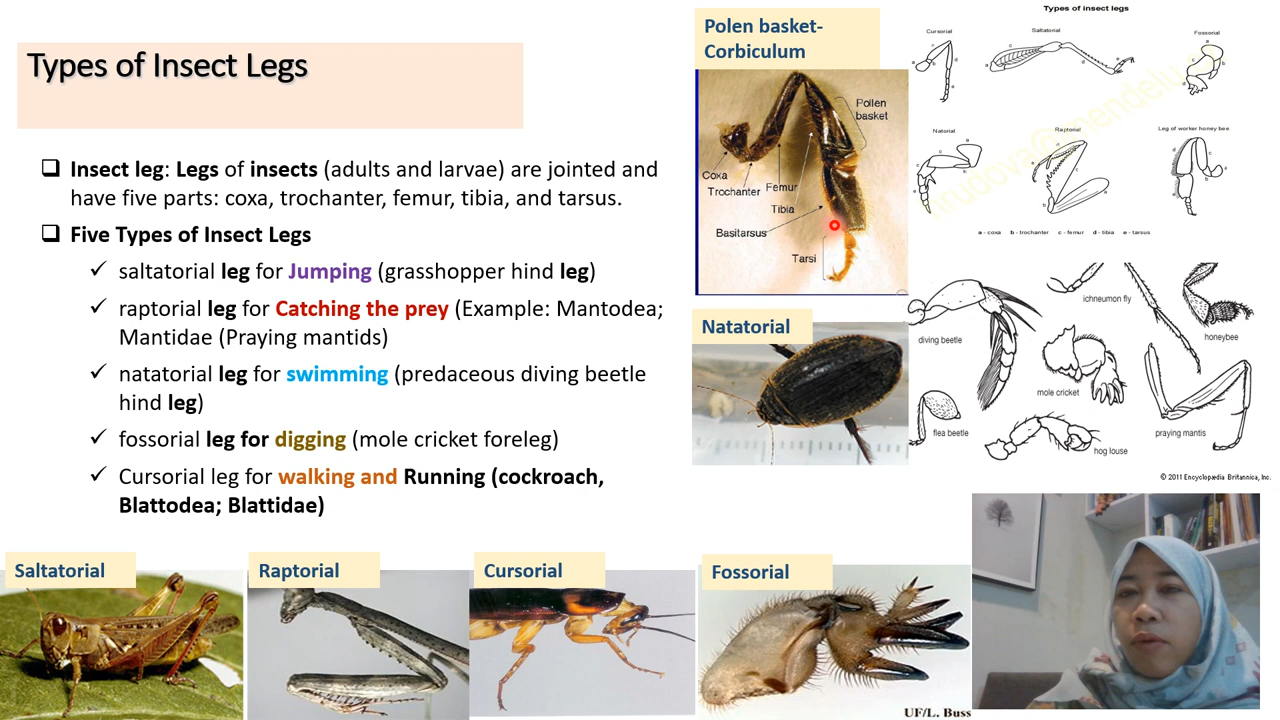 Types of Insect Legs
Insect leg: Legs of insects (adults and larvae) are jointed and
have five parts: coxa, trochanter, femur, tibia, and tarsus.
Five Types of Insect Legs
saltatorial leg for Jumping (grasshopper hind leg)
raptorial leg for Catching the prey (Example: Mantodea;
Mantidae (Praying mantids)
natatorial leg for swimming (predaceous diving beetle
hind leg)
fossorial leg for digging (mole cricket foreleg)
Cursorial leg for walking and Running (cockroach,
Blattodea; Blattidae)
Polen basket-
Corbiculum
Pollen
basket
Coxa
Trochanter
Femur
Tibia
Basitarsus
Tarsi
Types of insect legs
Cursorial
Saltatorial
Fossorial
Natorial
Raptorial
Leg of worker honey bee
a - coxa b - trochanter c - femur d - tibia e - tarsus
Natatorial
ichneumon fly
diving beetle
honeybee
mole cricket
flea beetle
praying mantis
hog louse
© 2011 Encyclopædia Britannica, Inc.
Saltatorial
Raptorial
Cursorial
Fossorial
UF/L. Buss